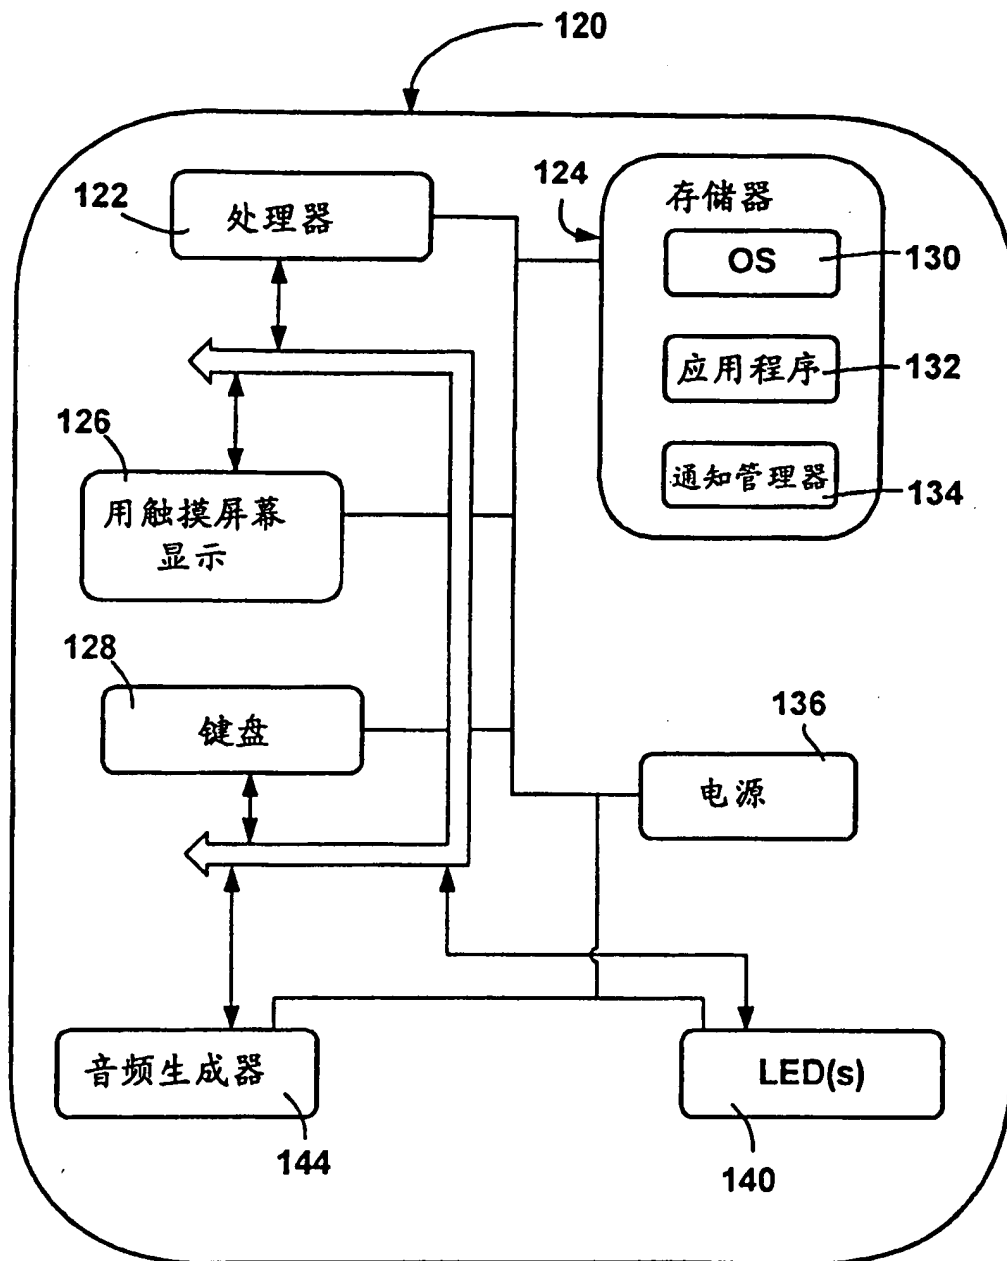 120
122
处理器
124
存储器
OS
130
应用程序
132
通知管理器
134
126
用触摸屏幕
显示
128
键盘
136
电源
音频生成器
144
LED(s)
140